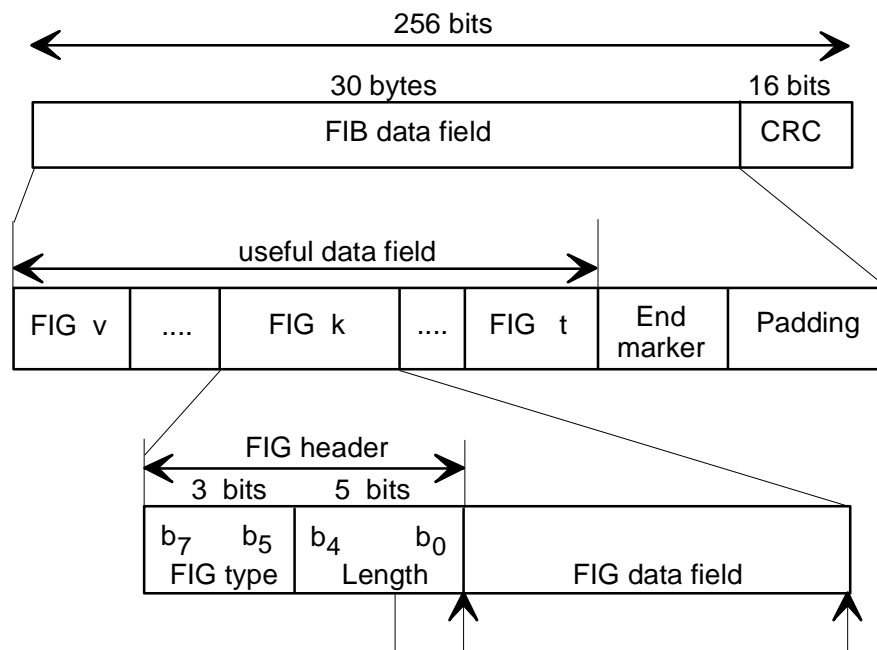 256 bits
30 bytes 16 bits
FIB data field CRC
useful data field
FIG v .... FIG k .... FIG t End marker Padding
FIG header
3 bits 5 bits
b7 b5 b4 b0
FIG type Length FIG data field